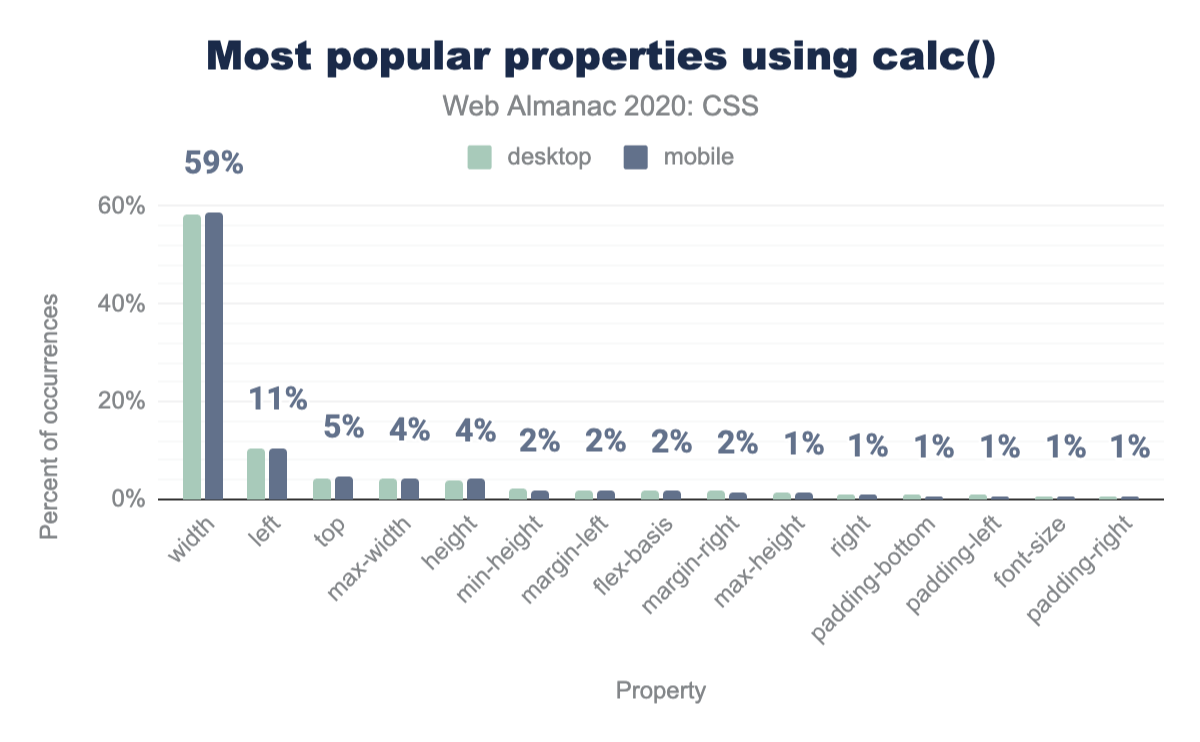 Most popular properties using calc()
Web Almanac 2020: CSS
desktop mobile
59%
11%
5%
4%
4%
2%
2%
2%
2%
1%
1%
1%
1%
1%
1%
60%
40%
20%
0%
Percent of occurrences
width
left
top
max-width
height
min-height
margin-left
flex-basis
margin-right
max-height
right
padding-bottom
padding-left
font-size
padding-right
Property